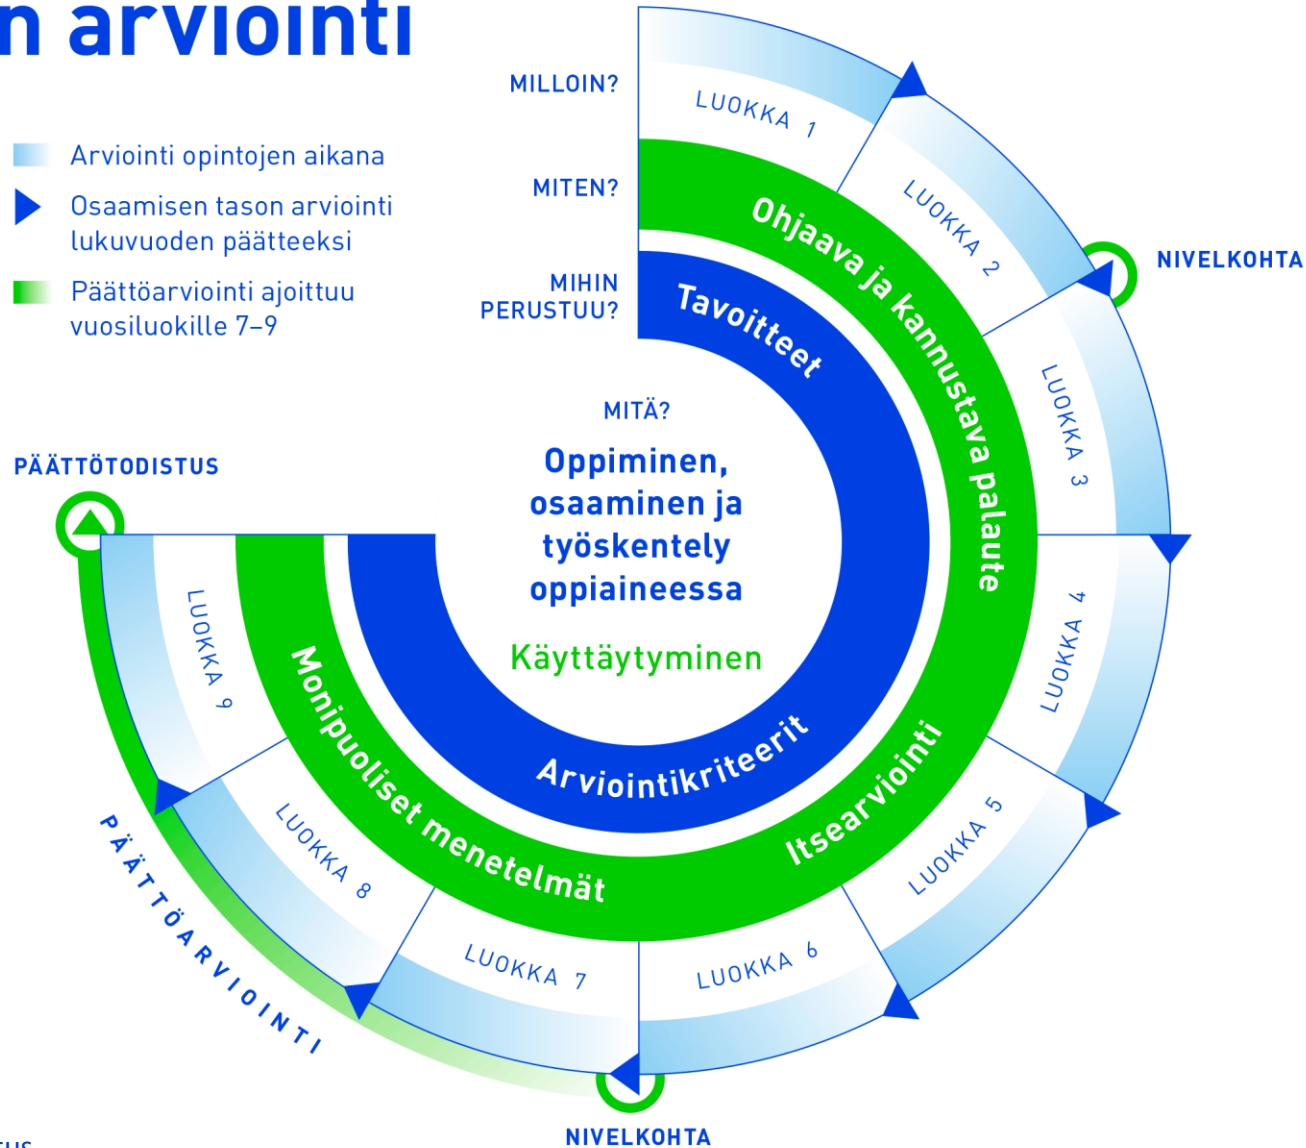 n arviointi
Arviointi opintojen aikana
Osaamisen tason arviointi
lukuvuoden päätteeksi
Päättöarviointi ajoittuu
vuosiluokille 7–9
MILLOIN?
MITEN?
MIHIN
PERUSTUU?
LUOKKA 1
LUOKKA 2
LUOKKA 3
LUOKKA 4
LUOKKA 5
LUOKKA 6
LUOKKA 7
LUOKKA 8
LUOKKA 9
NIVELKOHTA
Ohjaava ja kannustava palaute
Itsearviointi
Monipuoliset menetelmät
Tavoitteet
Arviointikriteerit
MITÄ?
Oppiminen,
osaaminen ja
työskentely
oppiaineessa
Käyttäytyminen
PÄÄTTÖTODISTUS
PÄÄTTÖARVIOINTI
NIVELKOHTA